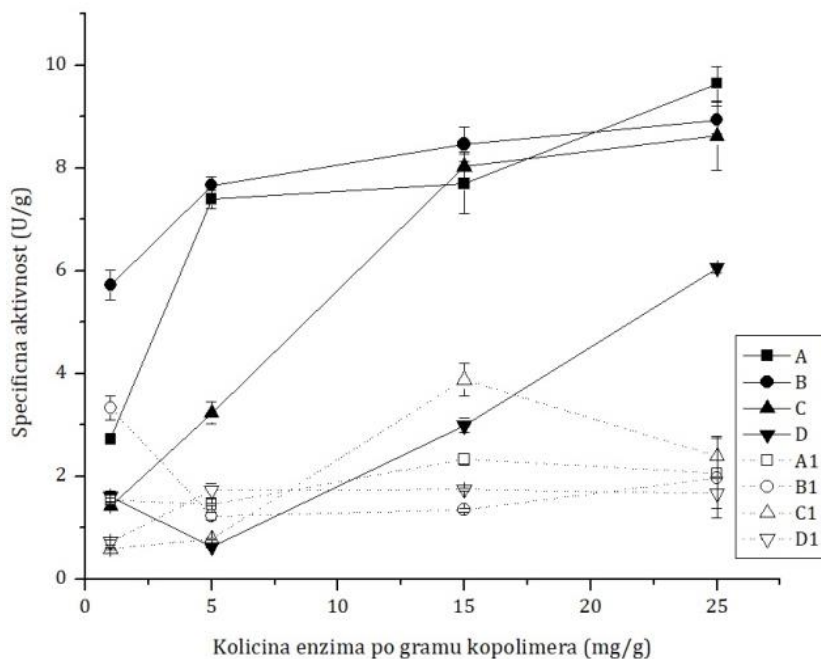 10
8
6
4
2
0
Specificna aktivnost (U/g)
0
5
10
15
20
25
Kolicina enzima po gramu kopolimera (mg/g)
A
B
C
D
A1
B1
C1
D1